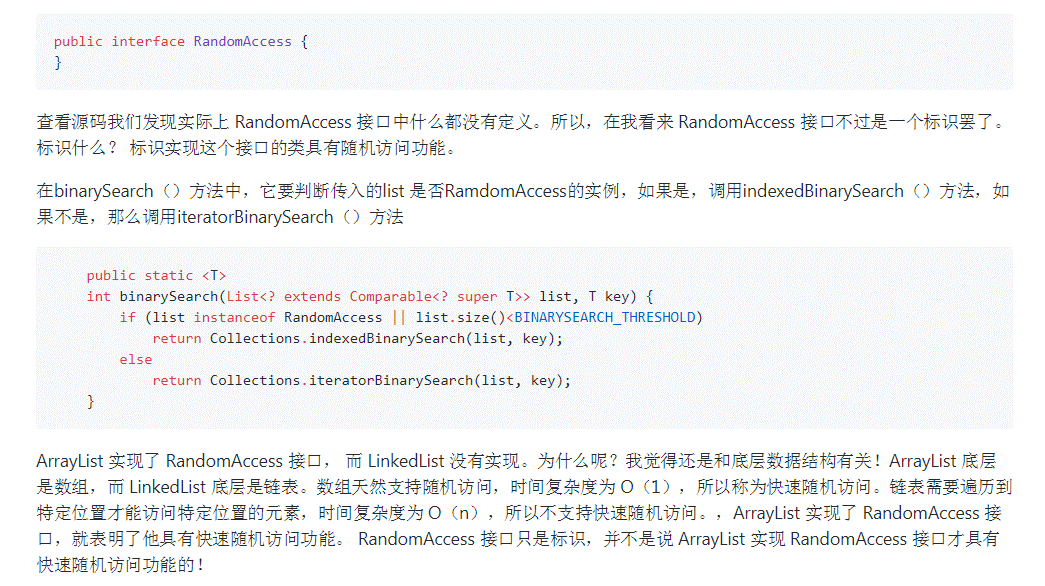 public interface RandomAccess {
}
查看源码我们发现实际上 RandomAccess 接口中什么都没有定义。所以，在我看来 RandomAccess 接口不过是一个标识罢了。
标识什么？ 标识实现这个接口的类具有随机访问功能。
在binarySearch（）方法中，它要判断传入的list 是否RamdomAccess的实例，如果是，调用indexedBinarySearch（）方法，如
果不是，那么调用iteratorBinarySearch（）方法
public static <T>
int binarySearch(List<? extends Comparable<? super T>> list, T key) {
if (list instanceof RandomAccess || list.size()<BINARYSEARCH_THRESHOLD)
return Collections.indexedBinarySearch(list, key);
else
return Collections.iteratorBinarySearch(list, key);
}
ArrayList 实现了 RandomAccess 接口， 而 LinkedList 没有实现。为什么呢？我觉得还是和底层数据结构有关！ArrayList 底层
是数组，而 LinkedList 底层是链表。数组天然支持随机访问，时间复杂度为 O（1），所以称为快速随机访问。链表需要遍历到
特定位置才能访问特定位置的元素，时间复杂度为 O（n），所以不支持快速随机访问。，ArrayList 实现了 RandomAccess 接
口，就表明了他具有快速随机访问功能。 RandomAccess 接口只是标识，并不是说 ArrayList 实现 RandomAccess 接口才具有
快速随机访问功能的！